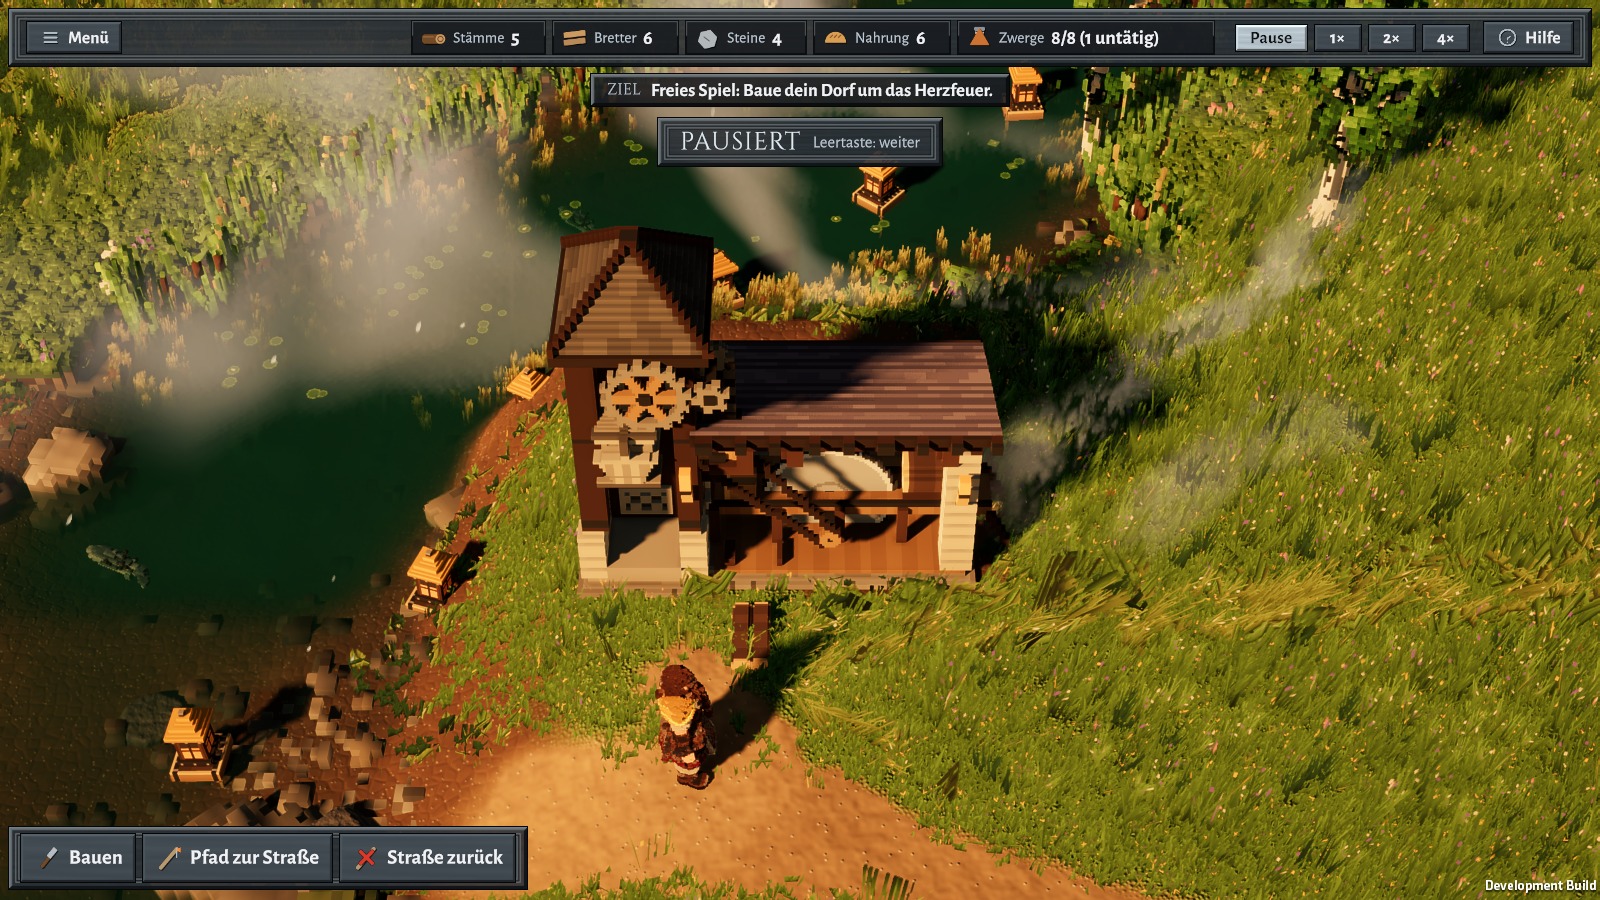 Menü
Stämme 5
Bretter 6
Steine 4
Nahrung 6
Zwerge 8/8 (1 untätig)
Pause
1×
2×
4×
Hilfe
ZIEL Freies Spiel: Baue dein Dorf um das Herzfeuer.
PAUSIERT Leertaste: weiter
Bauen
Pfad zur Straße
Straße zurück
Development Build